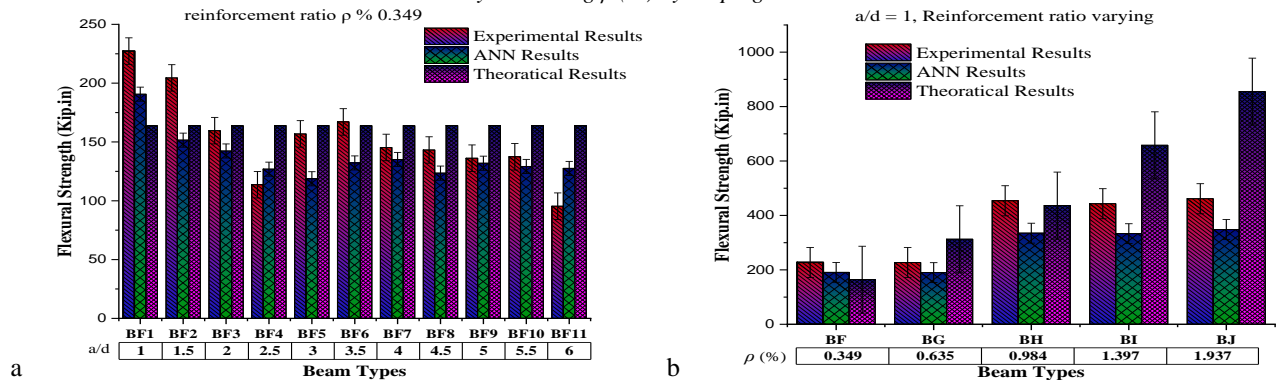 reinforcement ratio ρ % 0.349
Experimental Results
ANN Results
Theoratical Results
Flexural Strength (Kip.in)
250
200
150
100
50
0
BF1 BF2 BF3 BF4 BF5 BF6 BF7 BF8 BF9 BF10 BF11
a/d 1 1.5 2 2.5 3 3.5 4 4.5 5 5.5 6
Beam Types
a
a/d = 1, Reinforcement ratio varying
Experimental Results
ANN Results
Theoratical Results
Flexural Strength (Kip.in)
1000
800
600
400
200
0
BF BG BH BI BJ
ρ (%) 0.349 0.635 0.984 1.397 1.937
Beam Types
b